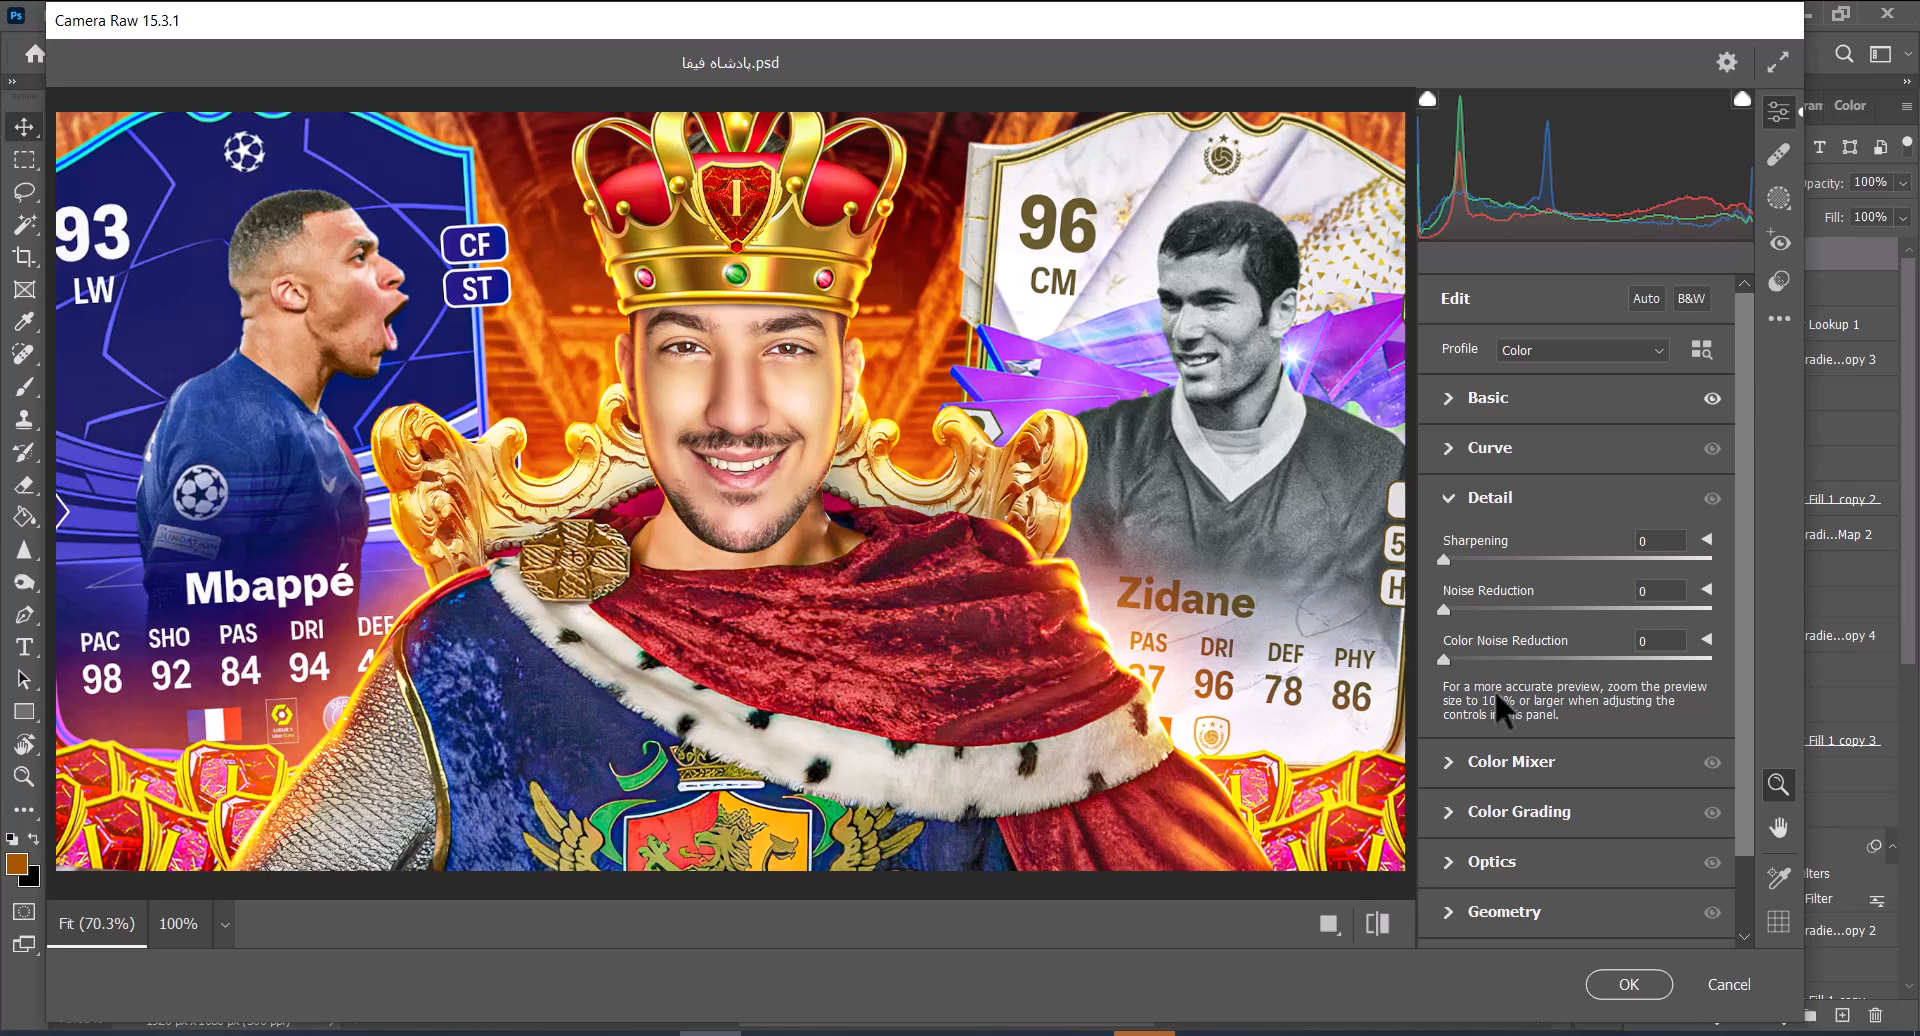 Ps
Camera Raw 15.3.1
پادشاه فیفا.psd
Color
Opacity: 100%
Fill: 100%
93
LW
CF
ST
I
96
CM
Edit
Auto
B&W
Profile
Color
Basic
Curve
Detail
Sharpening
0
Noise Reduction
0
Color Noise Reduction
0
For a more accurate preview, zoom the preview
size to 100% or larger when adjusting the
controls in this panel.
Color Mixer
Color Grading
Optics
Geometry
Lookup 1
radie...opy 3
Fill 1 copy 2
radi...Map 2
radie...opy 4
Fill 1 copy 3
Filter
radie...opy 2
Mbappé
PAC SHO PAS DRI DEF
98 92 84 94
LIGUE 1
Zidane
PAS DRI DEF PHY
97 96 78 86
5
H
Fit (70.3%)
100%
OK
Cancel